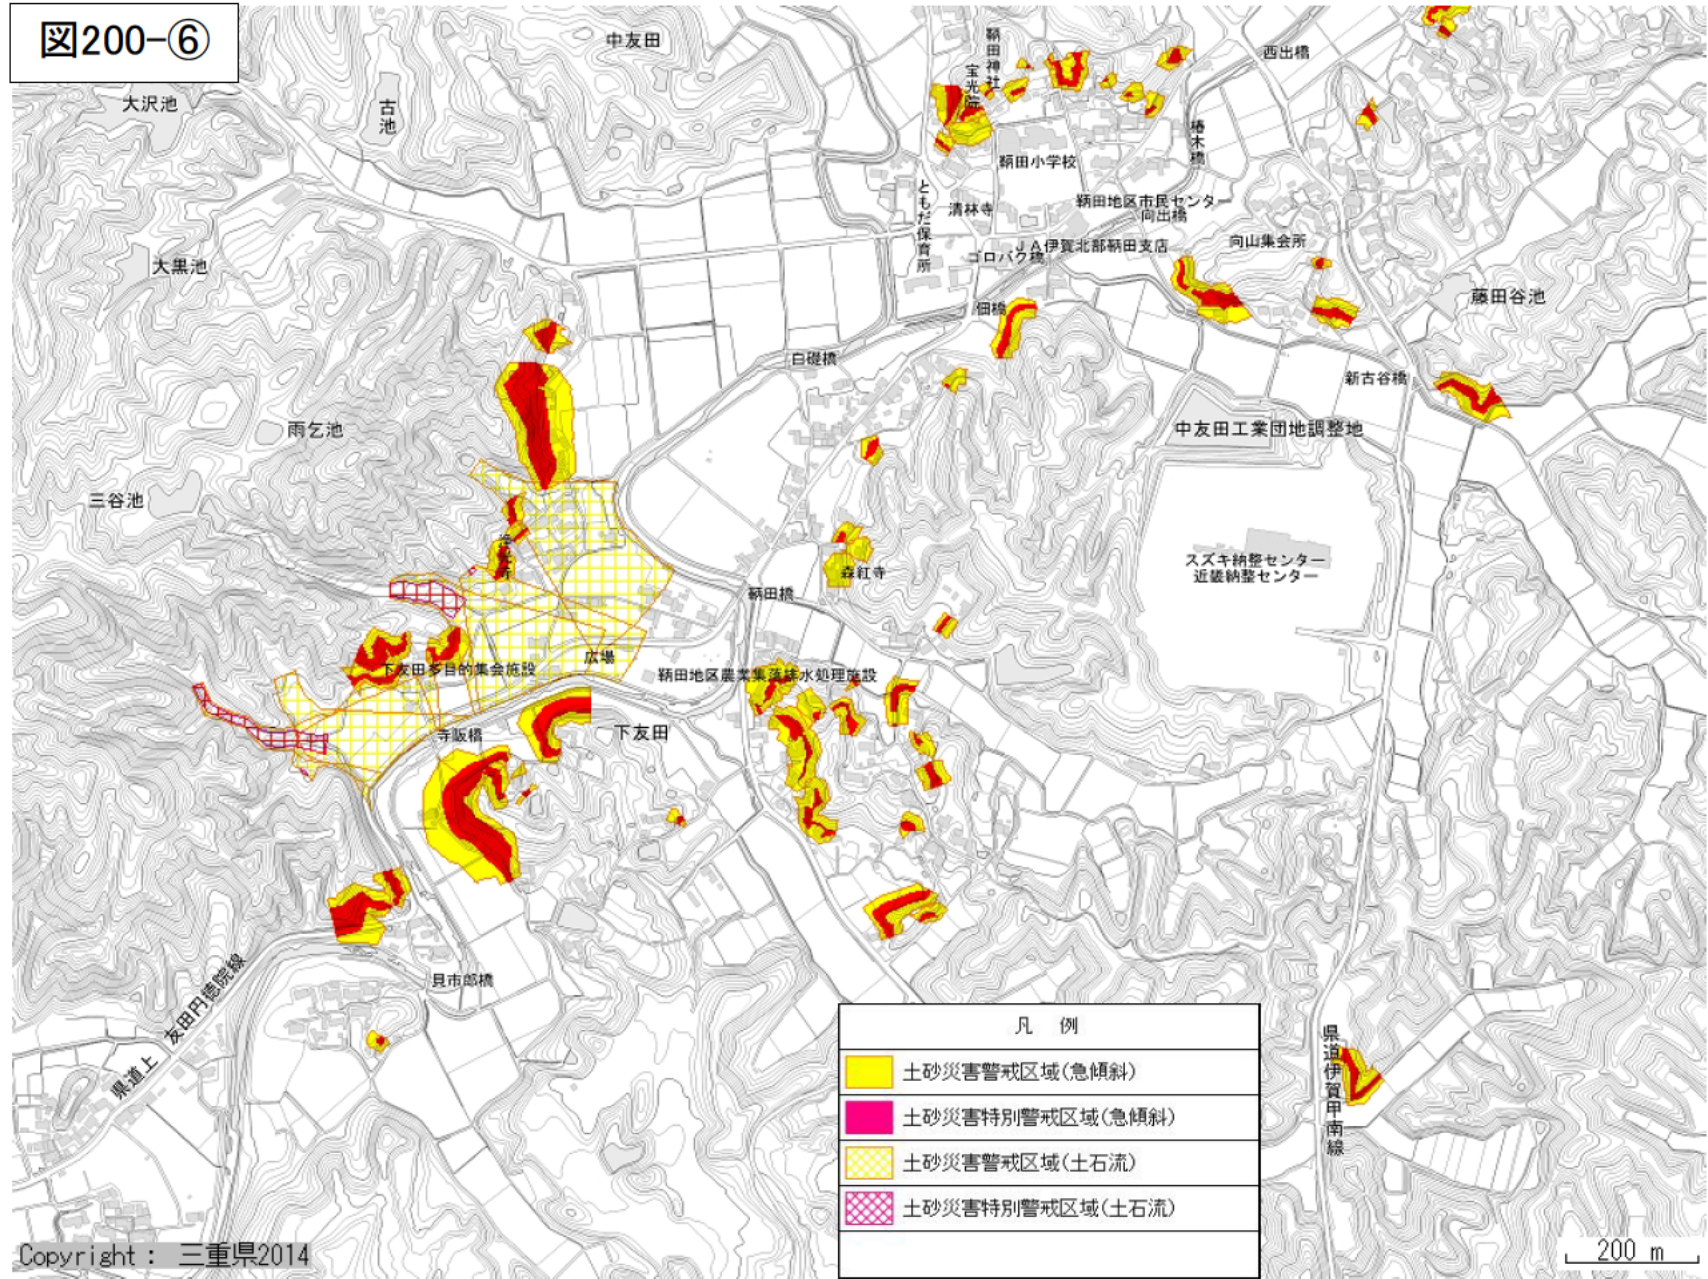 図200-⑥
中友田
鞆田神社
宝光院
西出橋
大沢池
古池
椿木橋
鞆田小学校
ともだ保育所
清林寺
鞆田地区市民センター
向出橋
JA伊賀北部鞆田支店
ゴロバク橋
向山集会所
大黒池
藤田谷池
佃橋
白礎橋
新古谷橋
雨乞池
中友田工業団地調整地
三谷池
スズキ納整センター
近畿納整センター
森紅寺
鞆田橋
広場
下友田多目的集会施設
鞆田地区農業集落排水処理施設
寺阪橋
下友田
貝市郎橋
県道上友田円徳院線
県道伊賀甲南線
凡 例
土砂災害警戒区域(急傾斜)
土砂災害特別警戒区域(急傾斜)
土砂災害警戒区域(土石流)
土砂災害特別警戒区域(土石流)
Copyright : 三重県2014
200 m